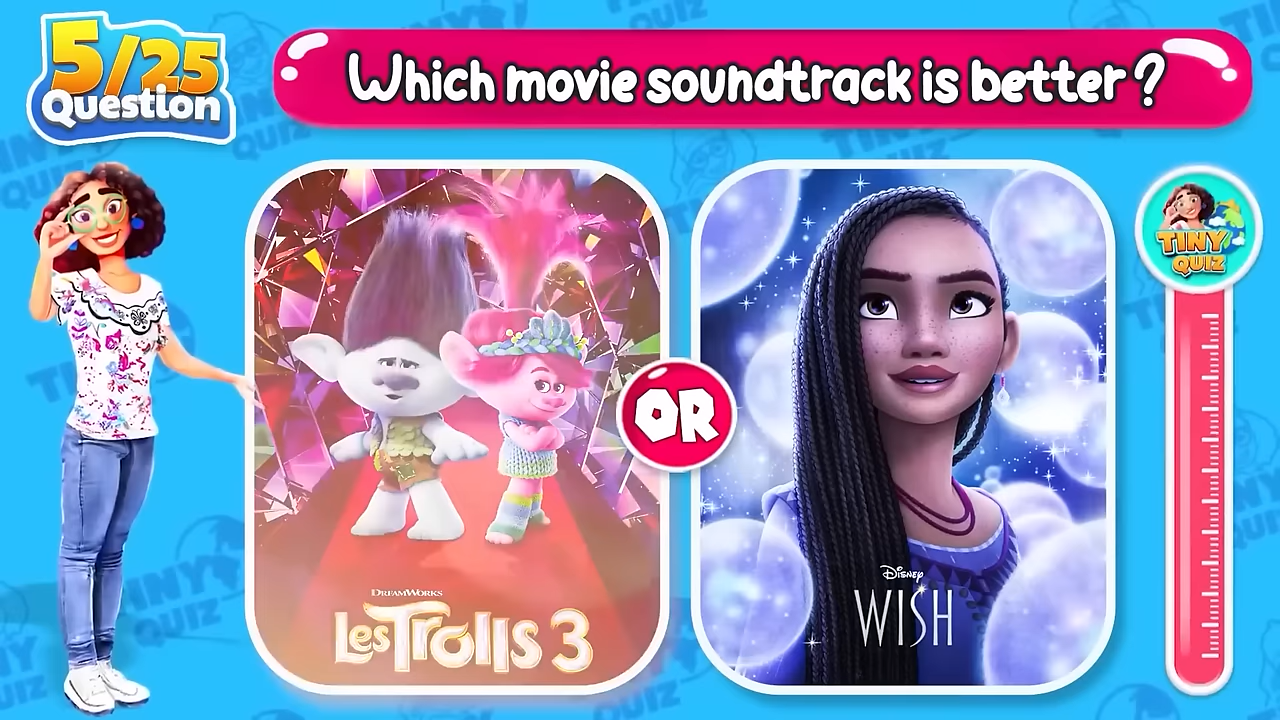 5/25
Question
Which movie soundtrack is better?
DREAMWORKS
Les Trolls 3
OR
Disney
WISH
TINY
QUIZ